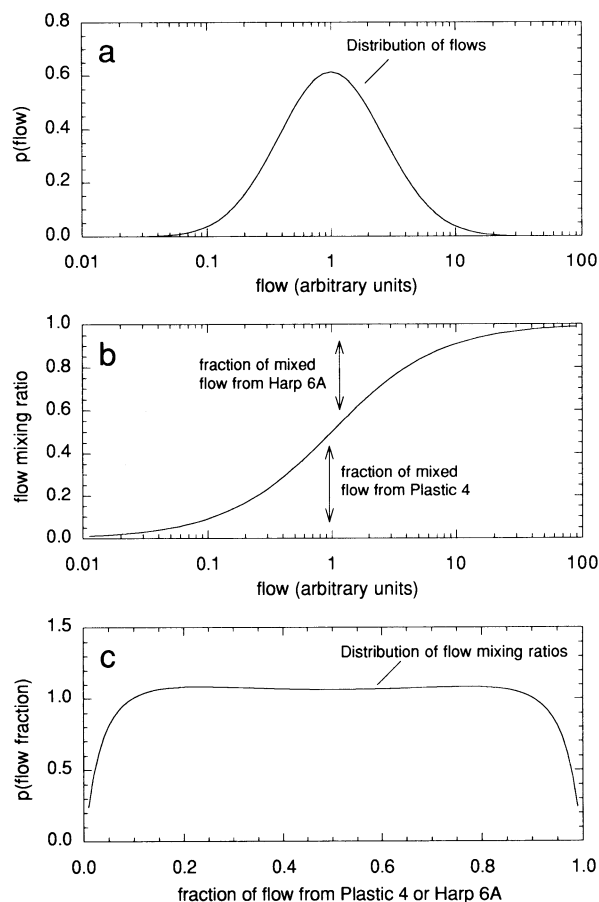 0.8
a
Distribution of flows
0.6
p(flow)
0.4
0.2
0.0
0.01
0.1
1
10
100
flow (arbitrary units)
1.0
b
fraction of mixed
flow from Harp 6A
0.8
flow mixing ratio
0.6
0.4
fraction of mixed
flow from Plastic 4
0.2
0.0
0.01
0.1
1
10
100
flow (arbitrary units)
1.5
c
Distribution of flow mixing ratios
p(flow fraction)
1.0
0.5
0.0
0.0
0.2
0.4
0.6
0.8
1.0
fraction of flow from Plastic 4 or Harp 6A